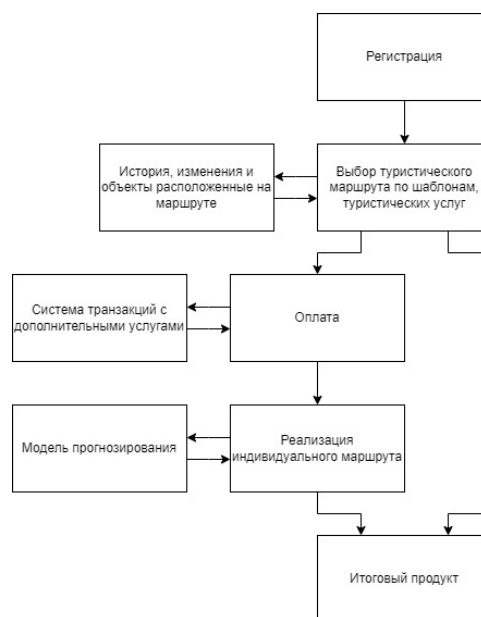 Регистрация
История, изменения и
объекты расположенные на
маршруте
Выбор туристического
маршрута по шаблонам,
туристических услуг
Система транзакций с
дополнительными услугами
Оплата
Модель прогнозирования
Реализация
индивидуального маршрута
Итоговый продукт